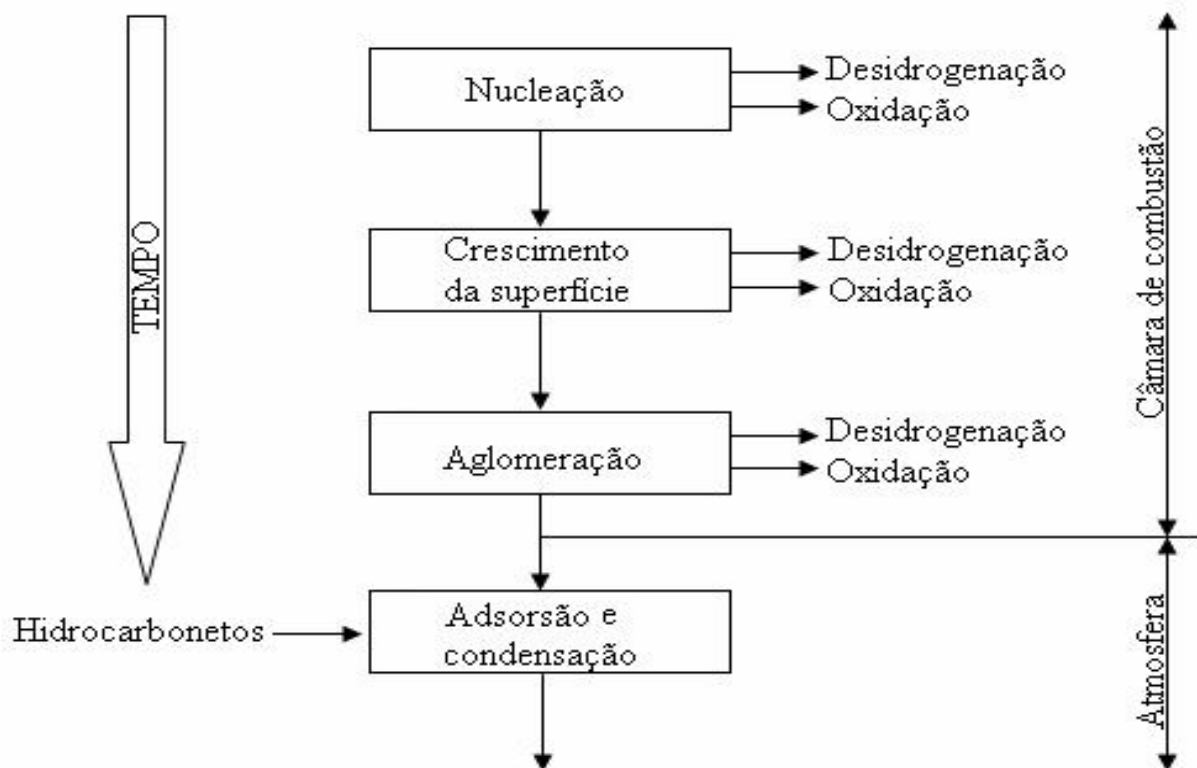 Nucleação
Desidrogenação
Oxidação
Crescimento
da superfície
Desidrogenação
Oxidação
Aglomeração
Desidrogenação
Oxidação
Hidrocarbonetos
Adsorsão e
condensação
TEMPO
Câmara de combustão
Atmosfera